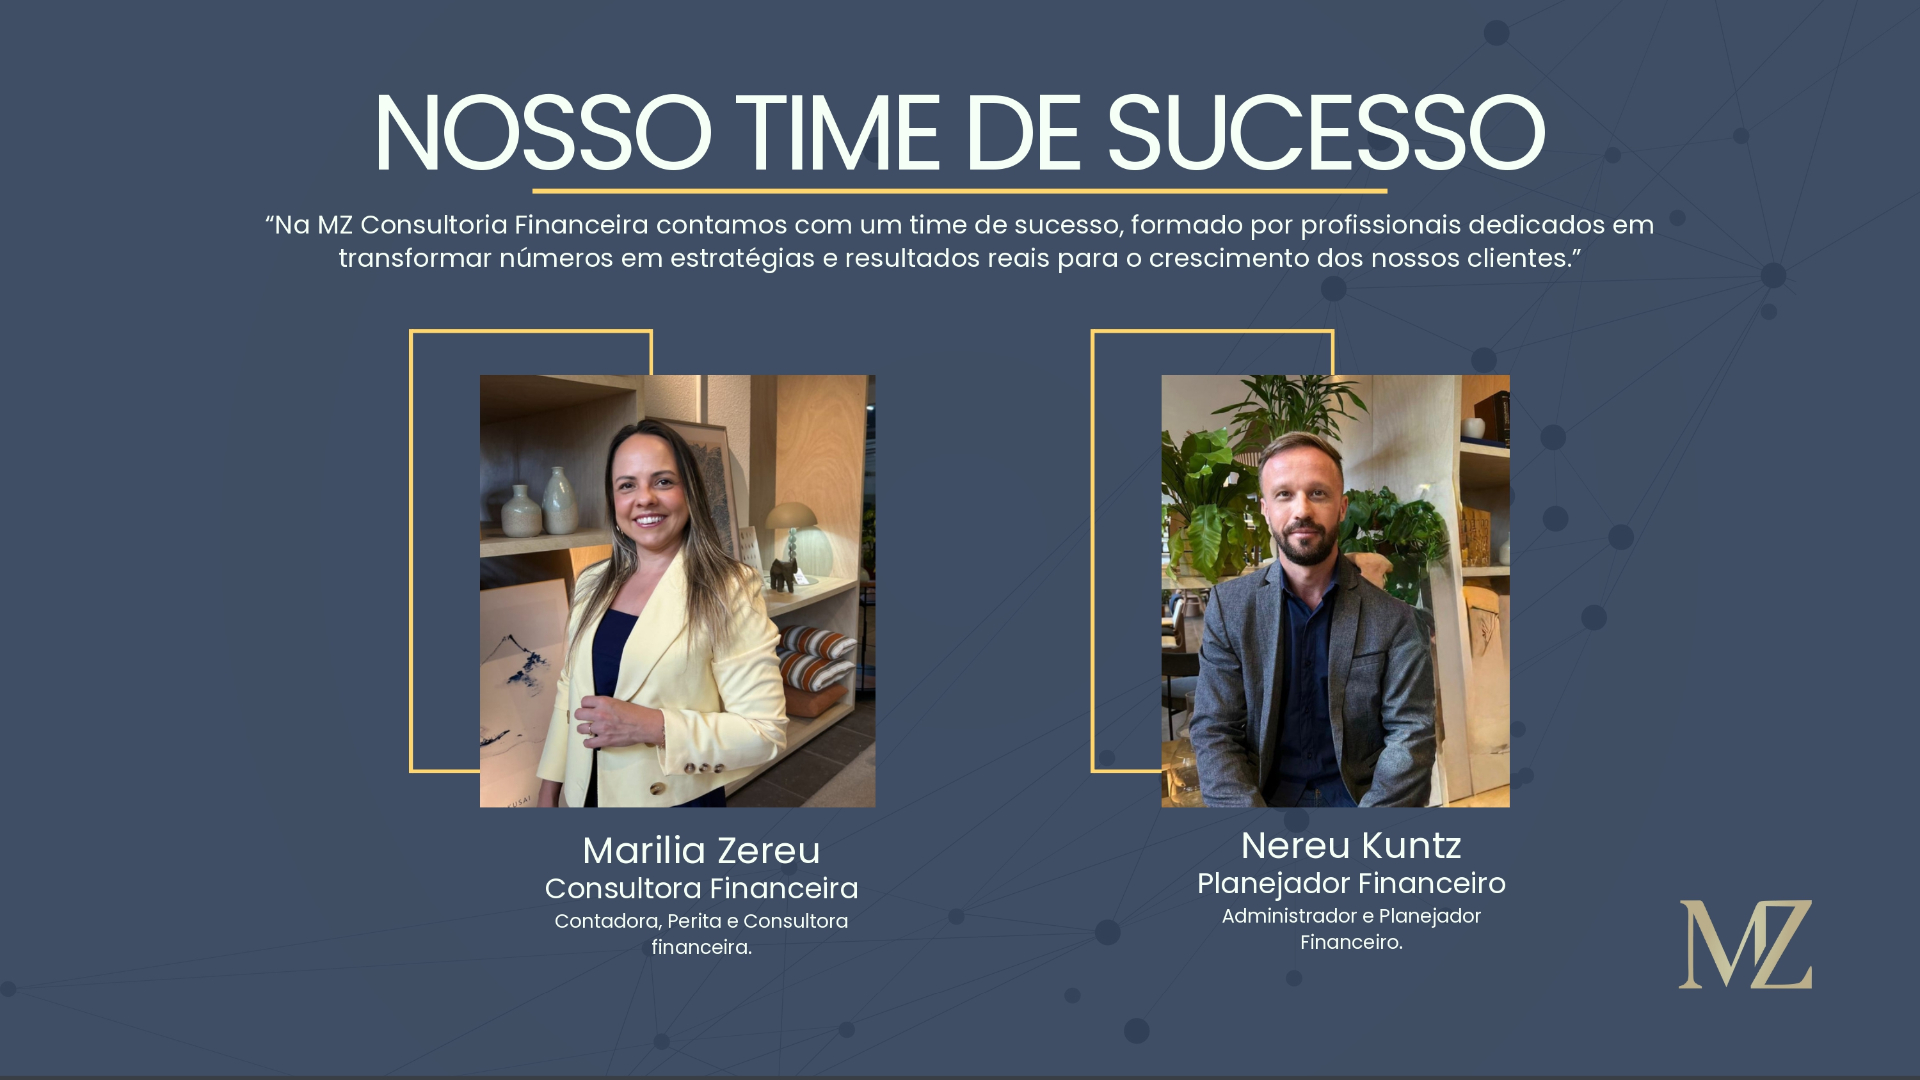 NOSSO TIME DE SUCESSO
“Na MZ Consultoria Financeira contamos com um time de sucesso, formado por profissionais dedicados em
transformar números em estratégias e resultados reais para o crescimento dos nossos clientes.”
Marilia Zereu
Consultora Financeira
Contadora, Perita e Consultora
financeira.
Nereu Kuntz
Planejador Financeiro
Administrador e Planejador
Financeiro.
MZ